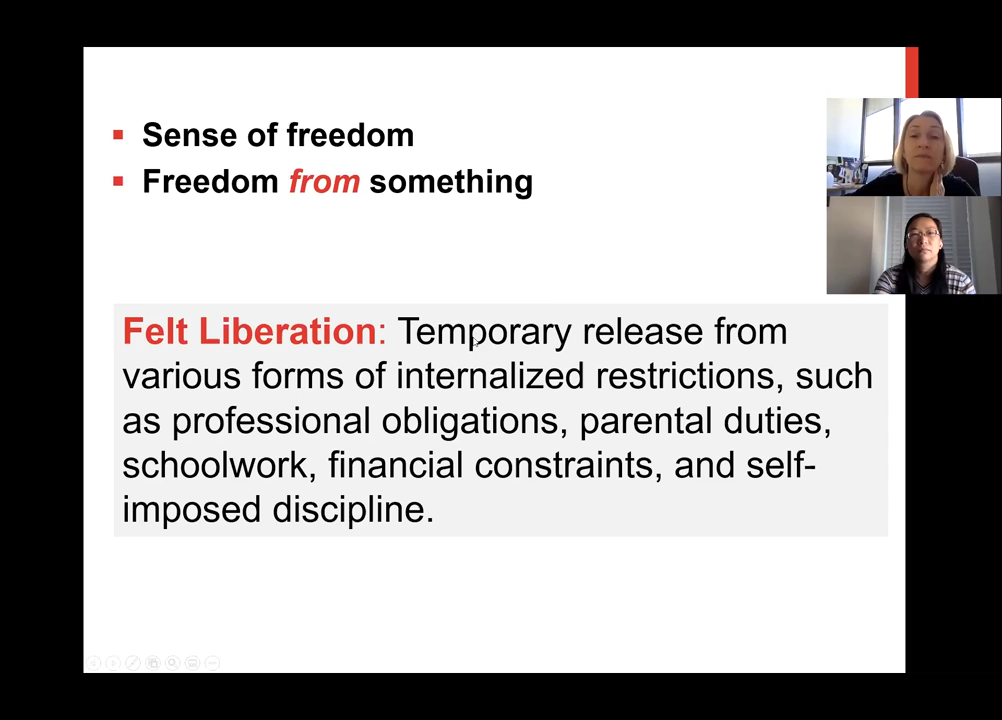 Sense of freedom
Freedom from something
Felt Liberation: Temporary release from
various forms of internalized restrictions, such
as professional obligations, parental duties,
schoolwork, financial constraints, and self-
imposed discipline.